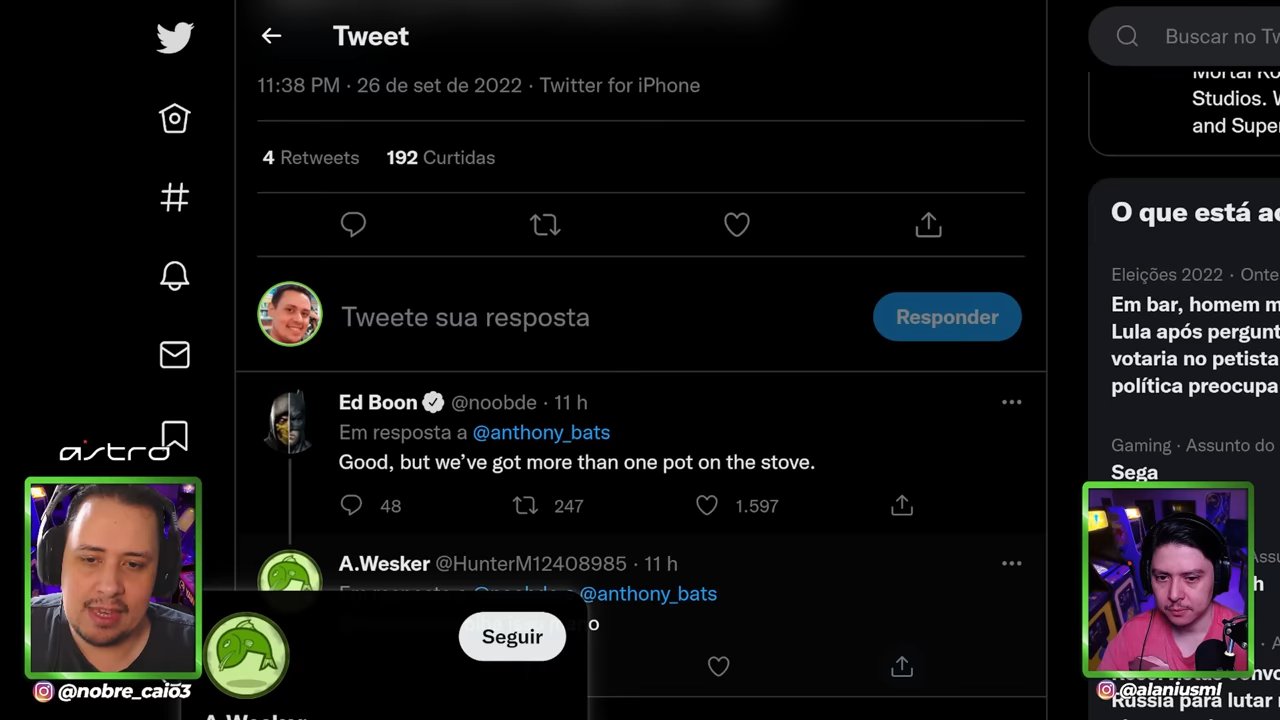 Tweet
Buscar no Tw
11:38 PM · 26 de set de 2022 · Twitter for iPhone
Studios. W
and Super
4 Retweets 192 Curtidas
O que está ac
Eleições 2022 · Onte
Em bar, homem m
Lula após pergunt
votaria no petista
política preocupa
Tweete sua resposta
Responder
Ed Boon @noobde · 11 h
Em resposta a @anthony_bats
Good, but we've got more than one pot on the stove.
48 247 1.597
Gaming · Assunto do
Sega
astro
A.Wesker @HunterM12408985 · 11 h
@anthony_bats
Seguir
@nobre_caio3
@alaniusml
Rússia para lutar